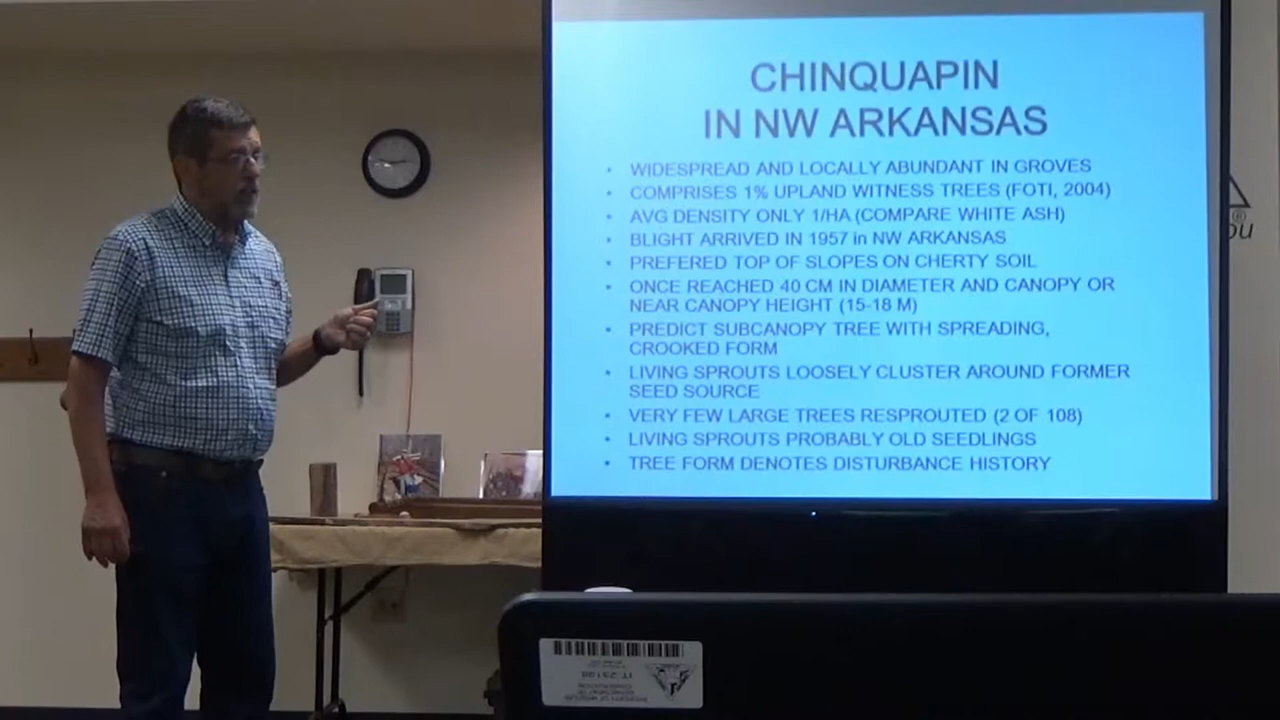 CHINQUAPIN
IN NW ARKANSAS
• WIDESPREAD AND LOCALLY ABUNDANT IN GROVES
• COMPRISES 1% UPLAND WITNESS TREES (FOTI, 2004)
• AVG DENSITY ONLY 1/HA (COMPARE WHITE ASH)
• BLIGHT ARRIVED IN 1957 in NW ARKANSAS
• PREFERED TOP OF SLOPES ON CHERTY SOIL
• ONCE REACHED 40 CM IN DIAMETER AND CANOPY OR
NEAR CANOPY HEIGHT (15-18 M)
• PREDICT SUBCANOPY TREE WITH SPREADING,
CROOKED FORM
• LIVING SPROUTS LOOSELY CLUSTER AROUND FORMER
SEED SOURCE
• VERY FEW LARGE TREES RESPROUTED (2 OF 108)
• LIVING SPROUTS PROBABLY OLD SEEDLINGS
• TREE FORM DENOTES DISTURBANCE HISTORY